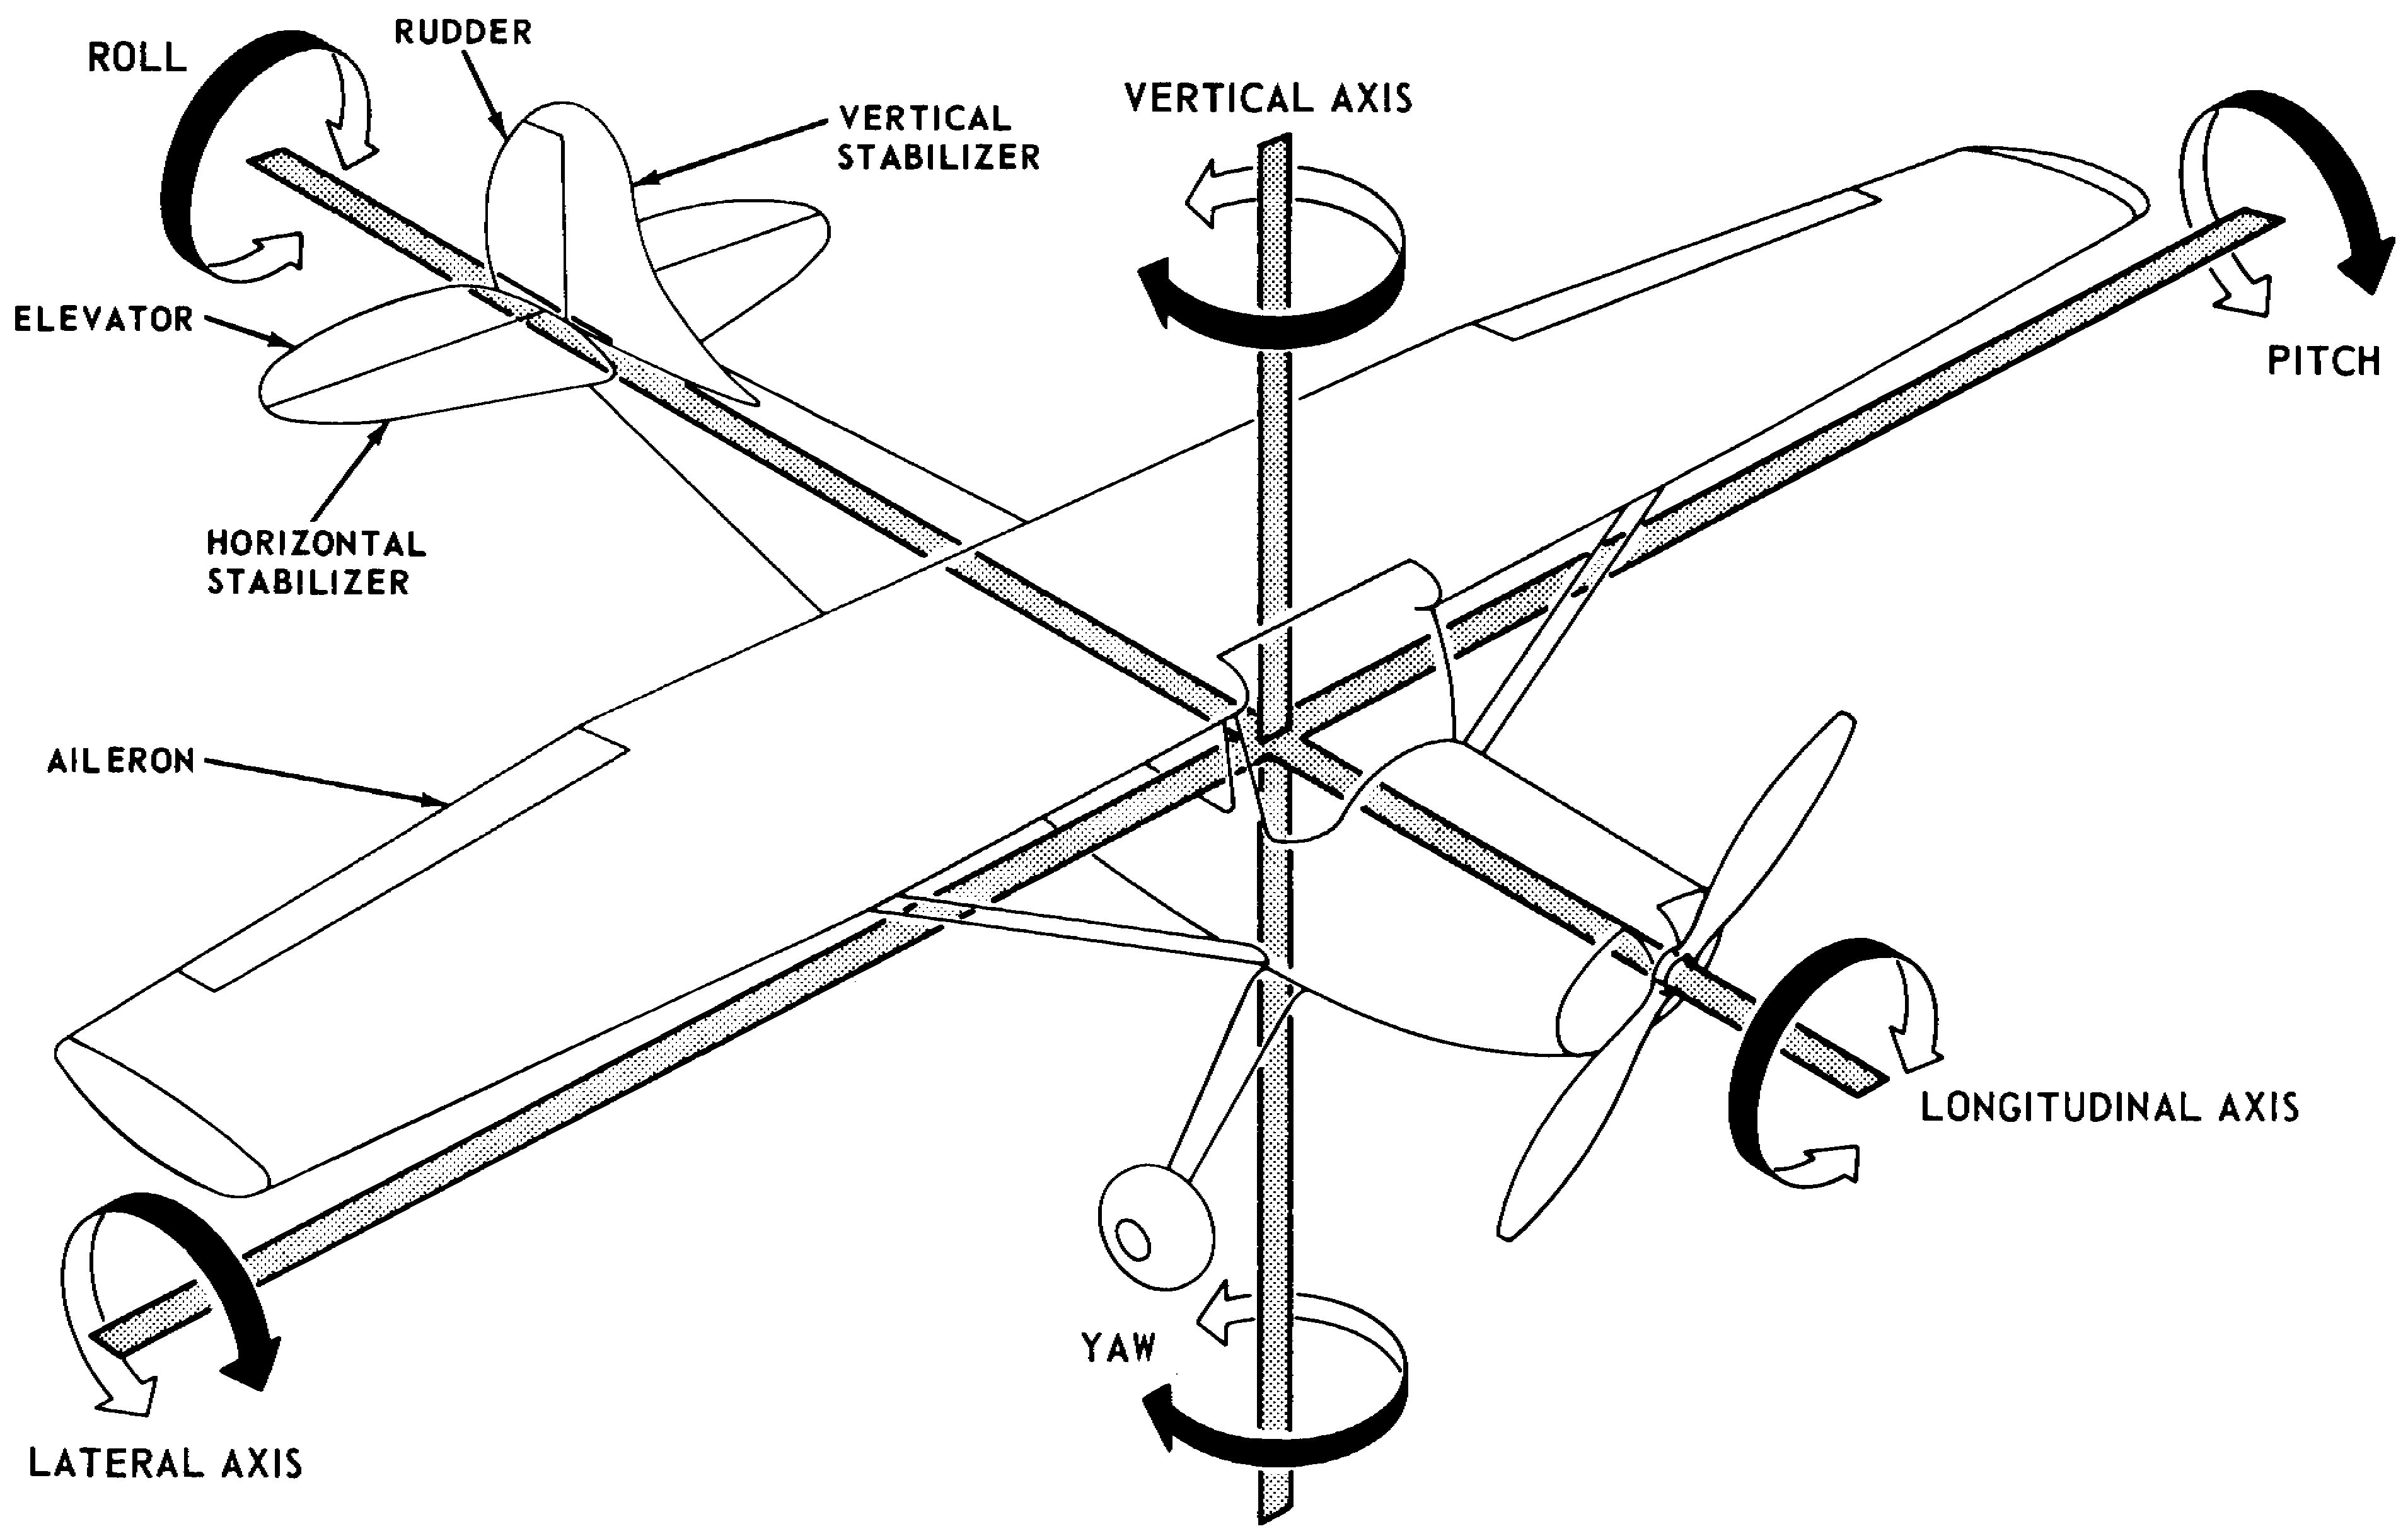 RUDDER
ROLL
VERTICAL AXIS
VERTICAL
STABILIZER
ELEVATOR
PITCH
HORIZONTAL
STABILIZER
AILERON
LONGITUDINAL AXIS
YAW
LATERAL AXIS